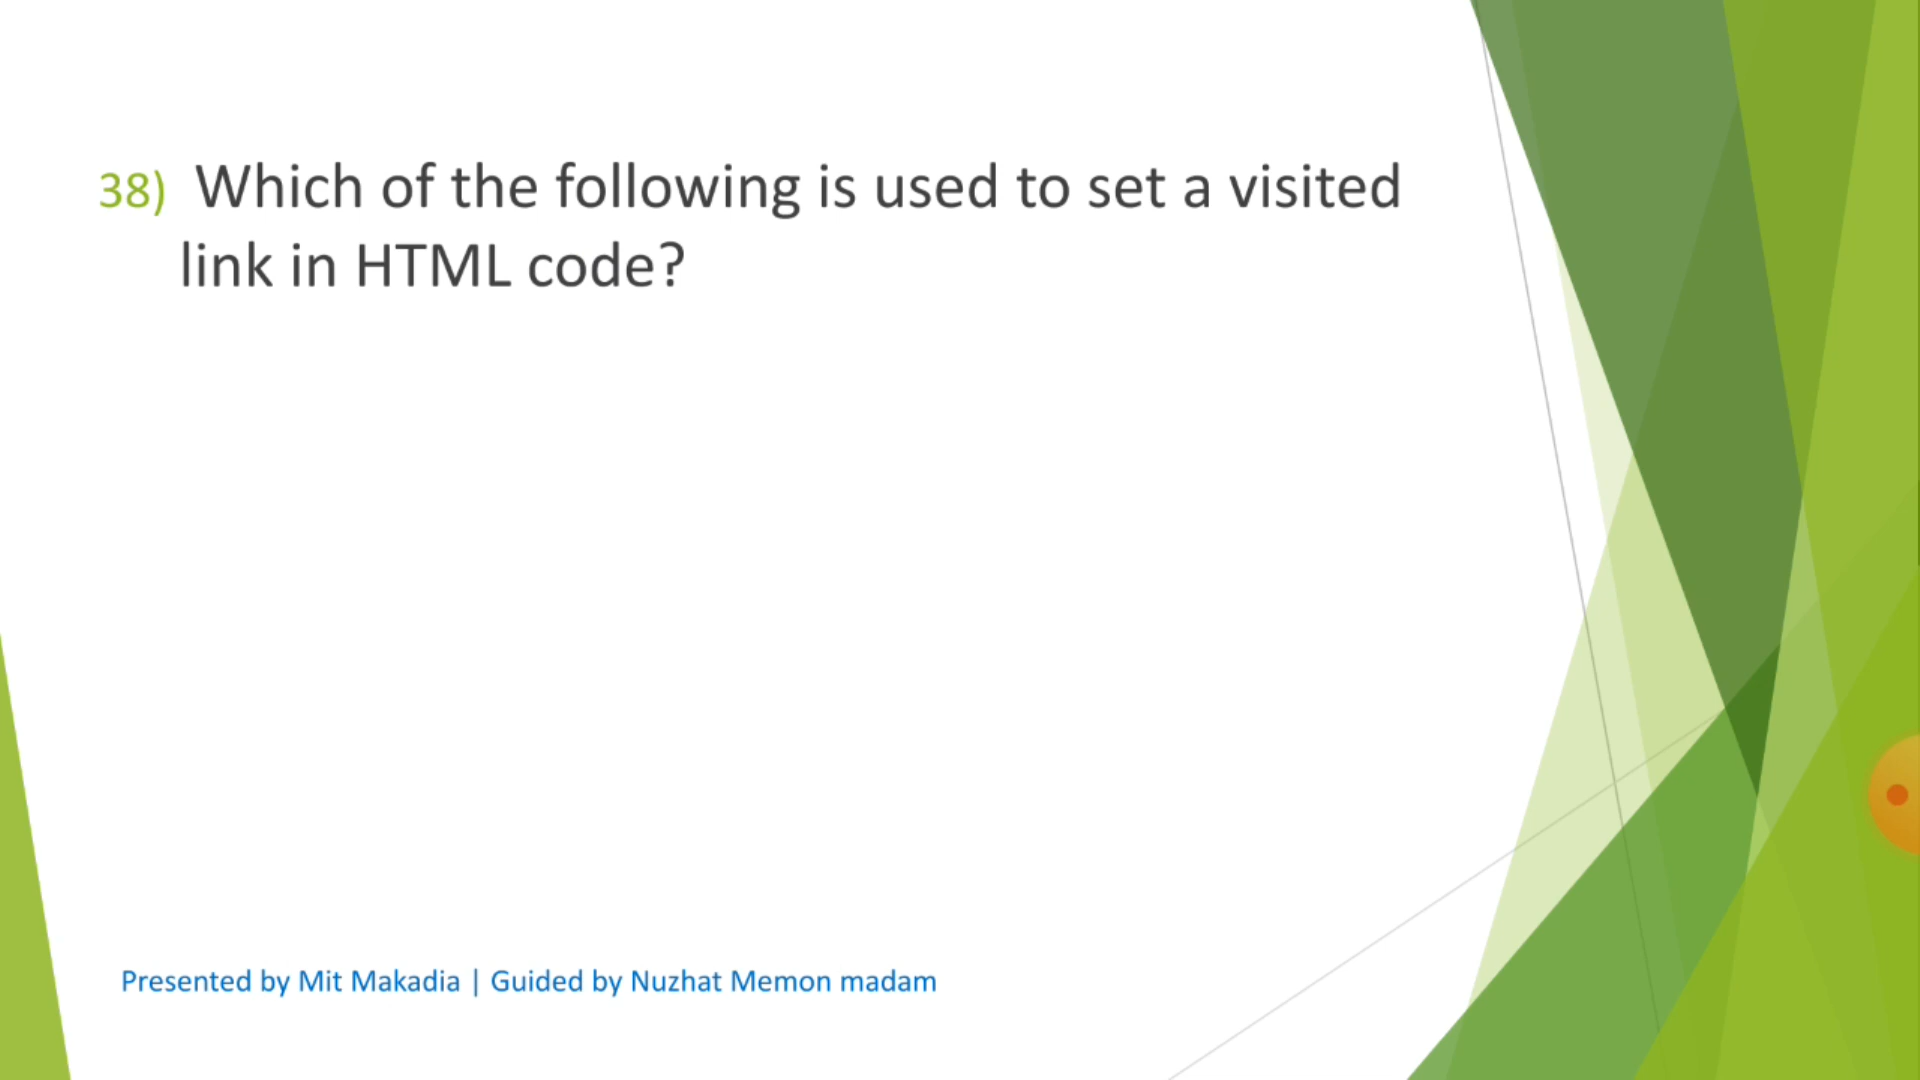 38) Which of the following is used to set a visited
link in HTML code?
Presented by Mit Makadia | Guided by Nuzhat Memon madam